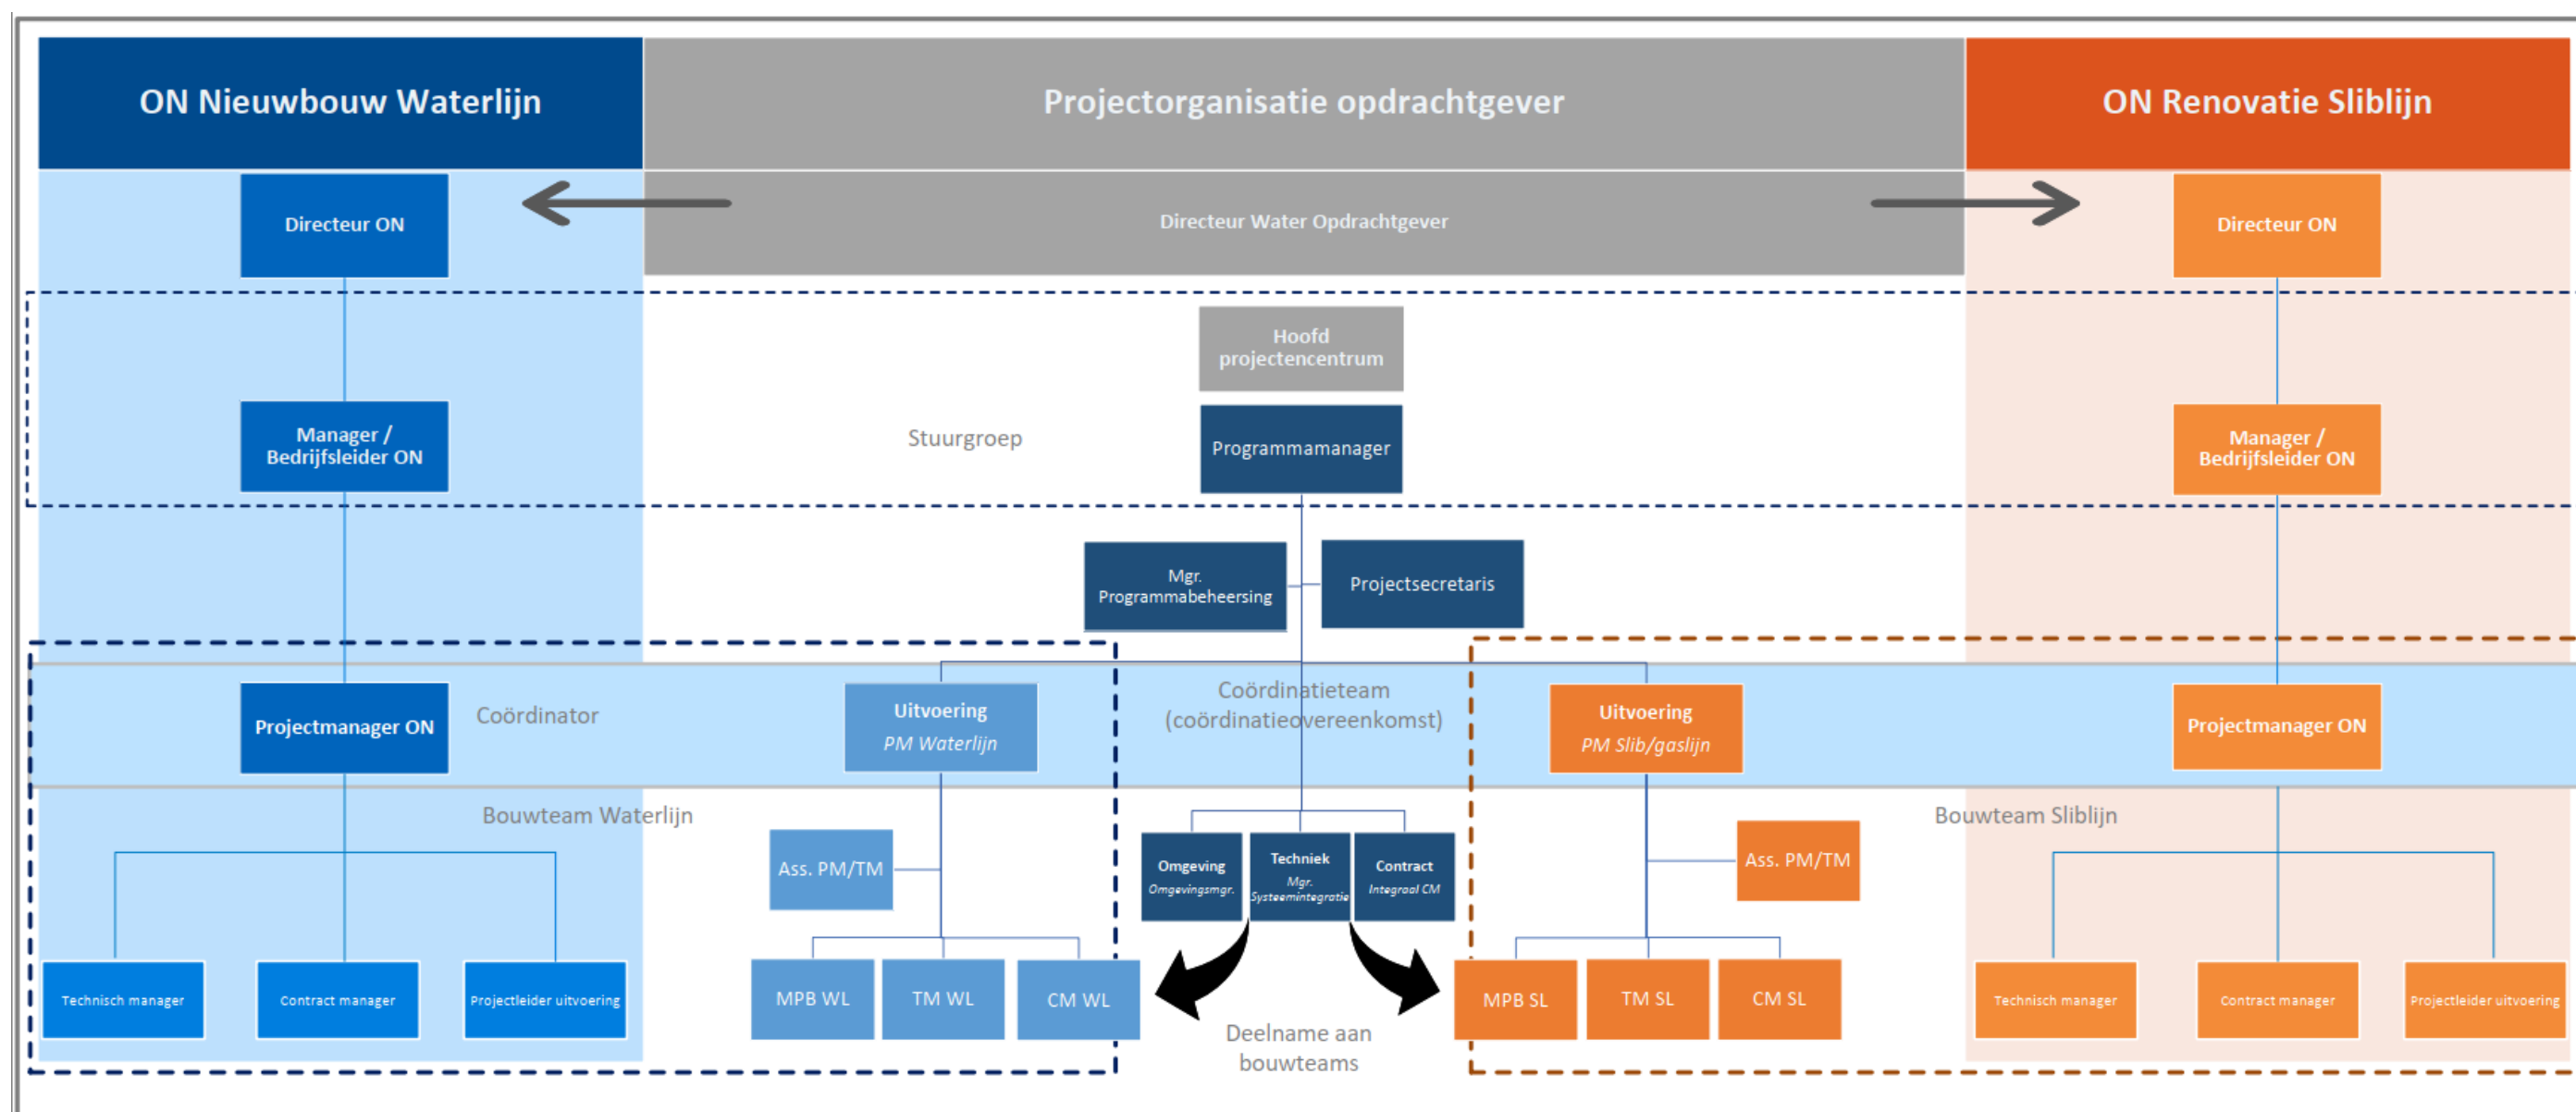 ON Nieuwbouw Waterlijn
Projectorganisatie opdrachtgever
ON Renovatie Sliblijn
Directeur ON
Directeur Water Opdrachtgever
Directeur ON
Hoofd
projectencentrum
Manager /
Bedrijfsleider ON
Stuurgroep
Programmamanager
Manager /
Bedrijfsleider ON
Mgr.
Programmabeheersing
Projectsecretaris
Projectmanager ON
Coördinator
Uitvoering
PM Waterlijn
Coördinatieteam
(coördinatieovereenkomst)
Uitvoering
PM Slib/gaslijn
Projectmanager ON
Bouwteam Waterlijn
Bouwteam Sliblijn
Ass. PM/TM
Omgeving
Omgevingsmgr.
Techniek
Mgr.
Systeemintegratie
Contract
Integraal CM
Ass. PM/TM
Technisch manager
Contract manager
Projectleider uitvoering
MPB WL
TM WL
CM WL
MPB SL
TM SL
CM SL
Technisch manager
Contract manager
Projectleider uitvoering
Deelname aan
bouwteams